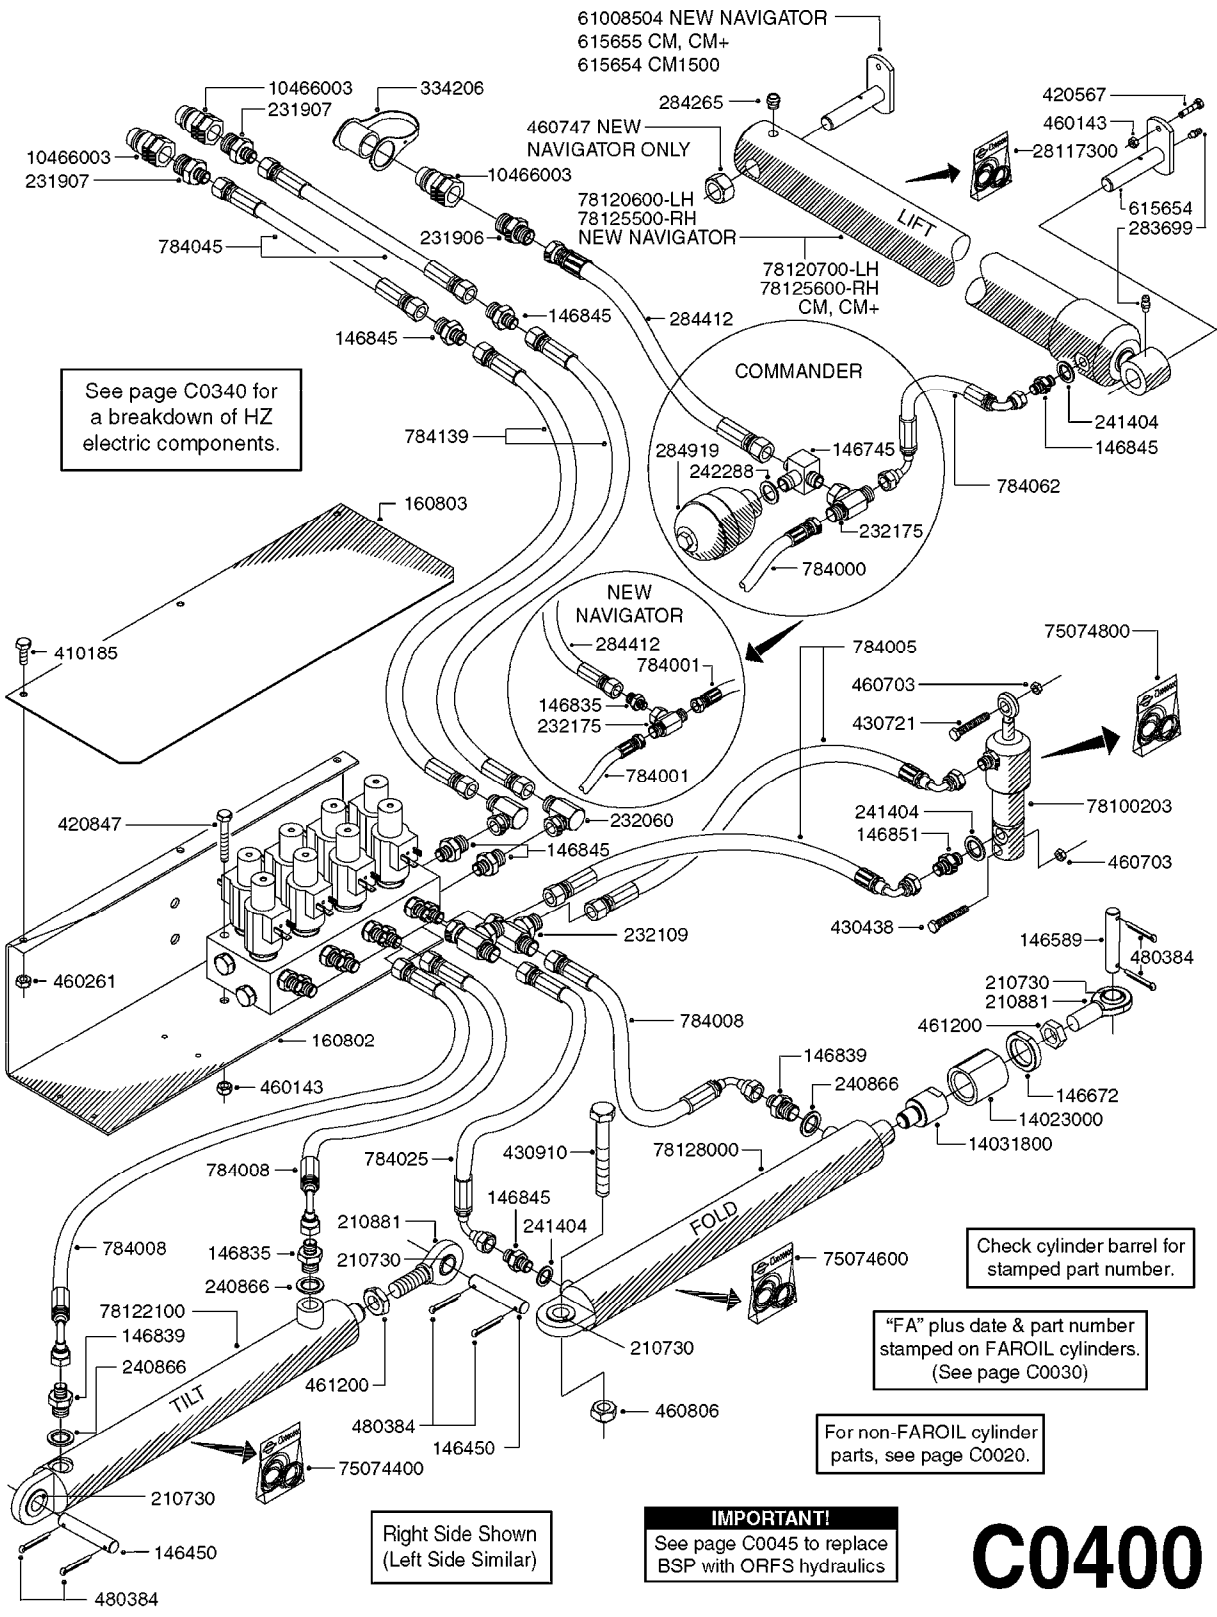 61008504 NEW NAVIGATOR
615655 CM, CM+
615654 CM1500
10466003
231907
334206
284265
420567
460143
28117300
460747 NEW
NAVIGATOR ONLY
10466003
231907
10466003
78120600-LH
78125500-RH
NEW NAVIGATOR
LIFT
615654
283699
784045
231906
78120700-LH
78125600-RH
CM, CM+
146845
284412
146845
COMMANDER
See page C0340 for
a breakdown of HZ
electric components.
241404
146845
784139
284919
242288
146745
784062
160803
232175
784000
NEW
NAVIGATOR
284412
784001
146835
232175
784001
410185
784005
75074800
460703
430721
78100203
420847
232060
146845
241404
146851
460703
430438
232109
146589
480384
460261
210730
210881
461200
784008
160802
460143
146839
240866
146672
14023000
14031800
784008
784025
430910
78128000
FOLD
146845
241404
784008
210881
210730
146835
240866
75074600
Check cylinder barrel for
stamped part number.
78122100
146839
240866
TILT
461200
480384
146450
210730
460806
"FA" plus date & part number
stamped on FAROIL cylinders.
(See page C0030)
For non-FAROIL cylinder
parts, see page C0020.
75074400
210730
146450
480384
Right Side Shown
(Left Side Similar)
IMPORTANT!
See page C0045 to replace
BSP with ORFS hydraulics
C0400